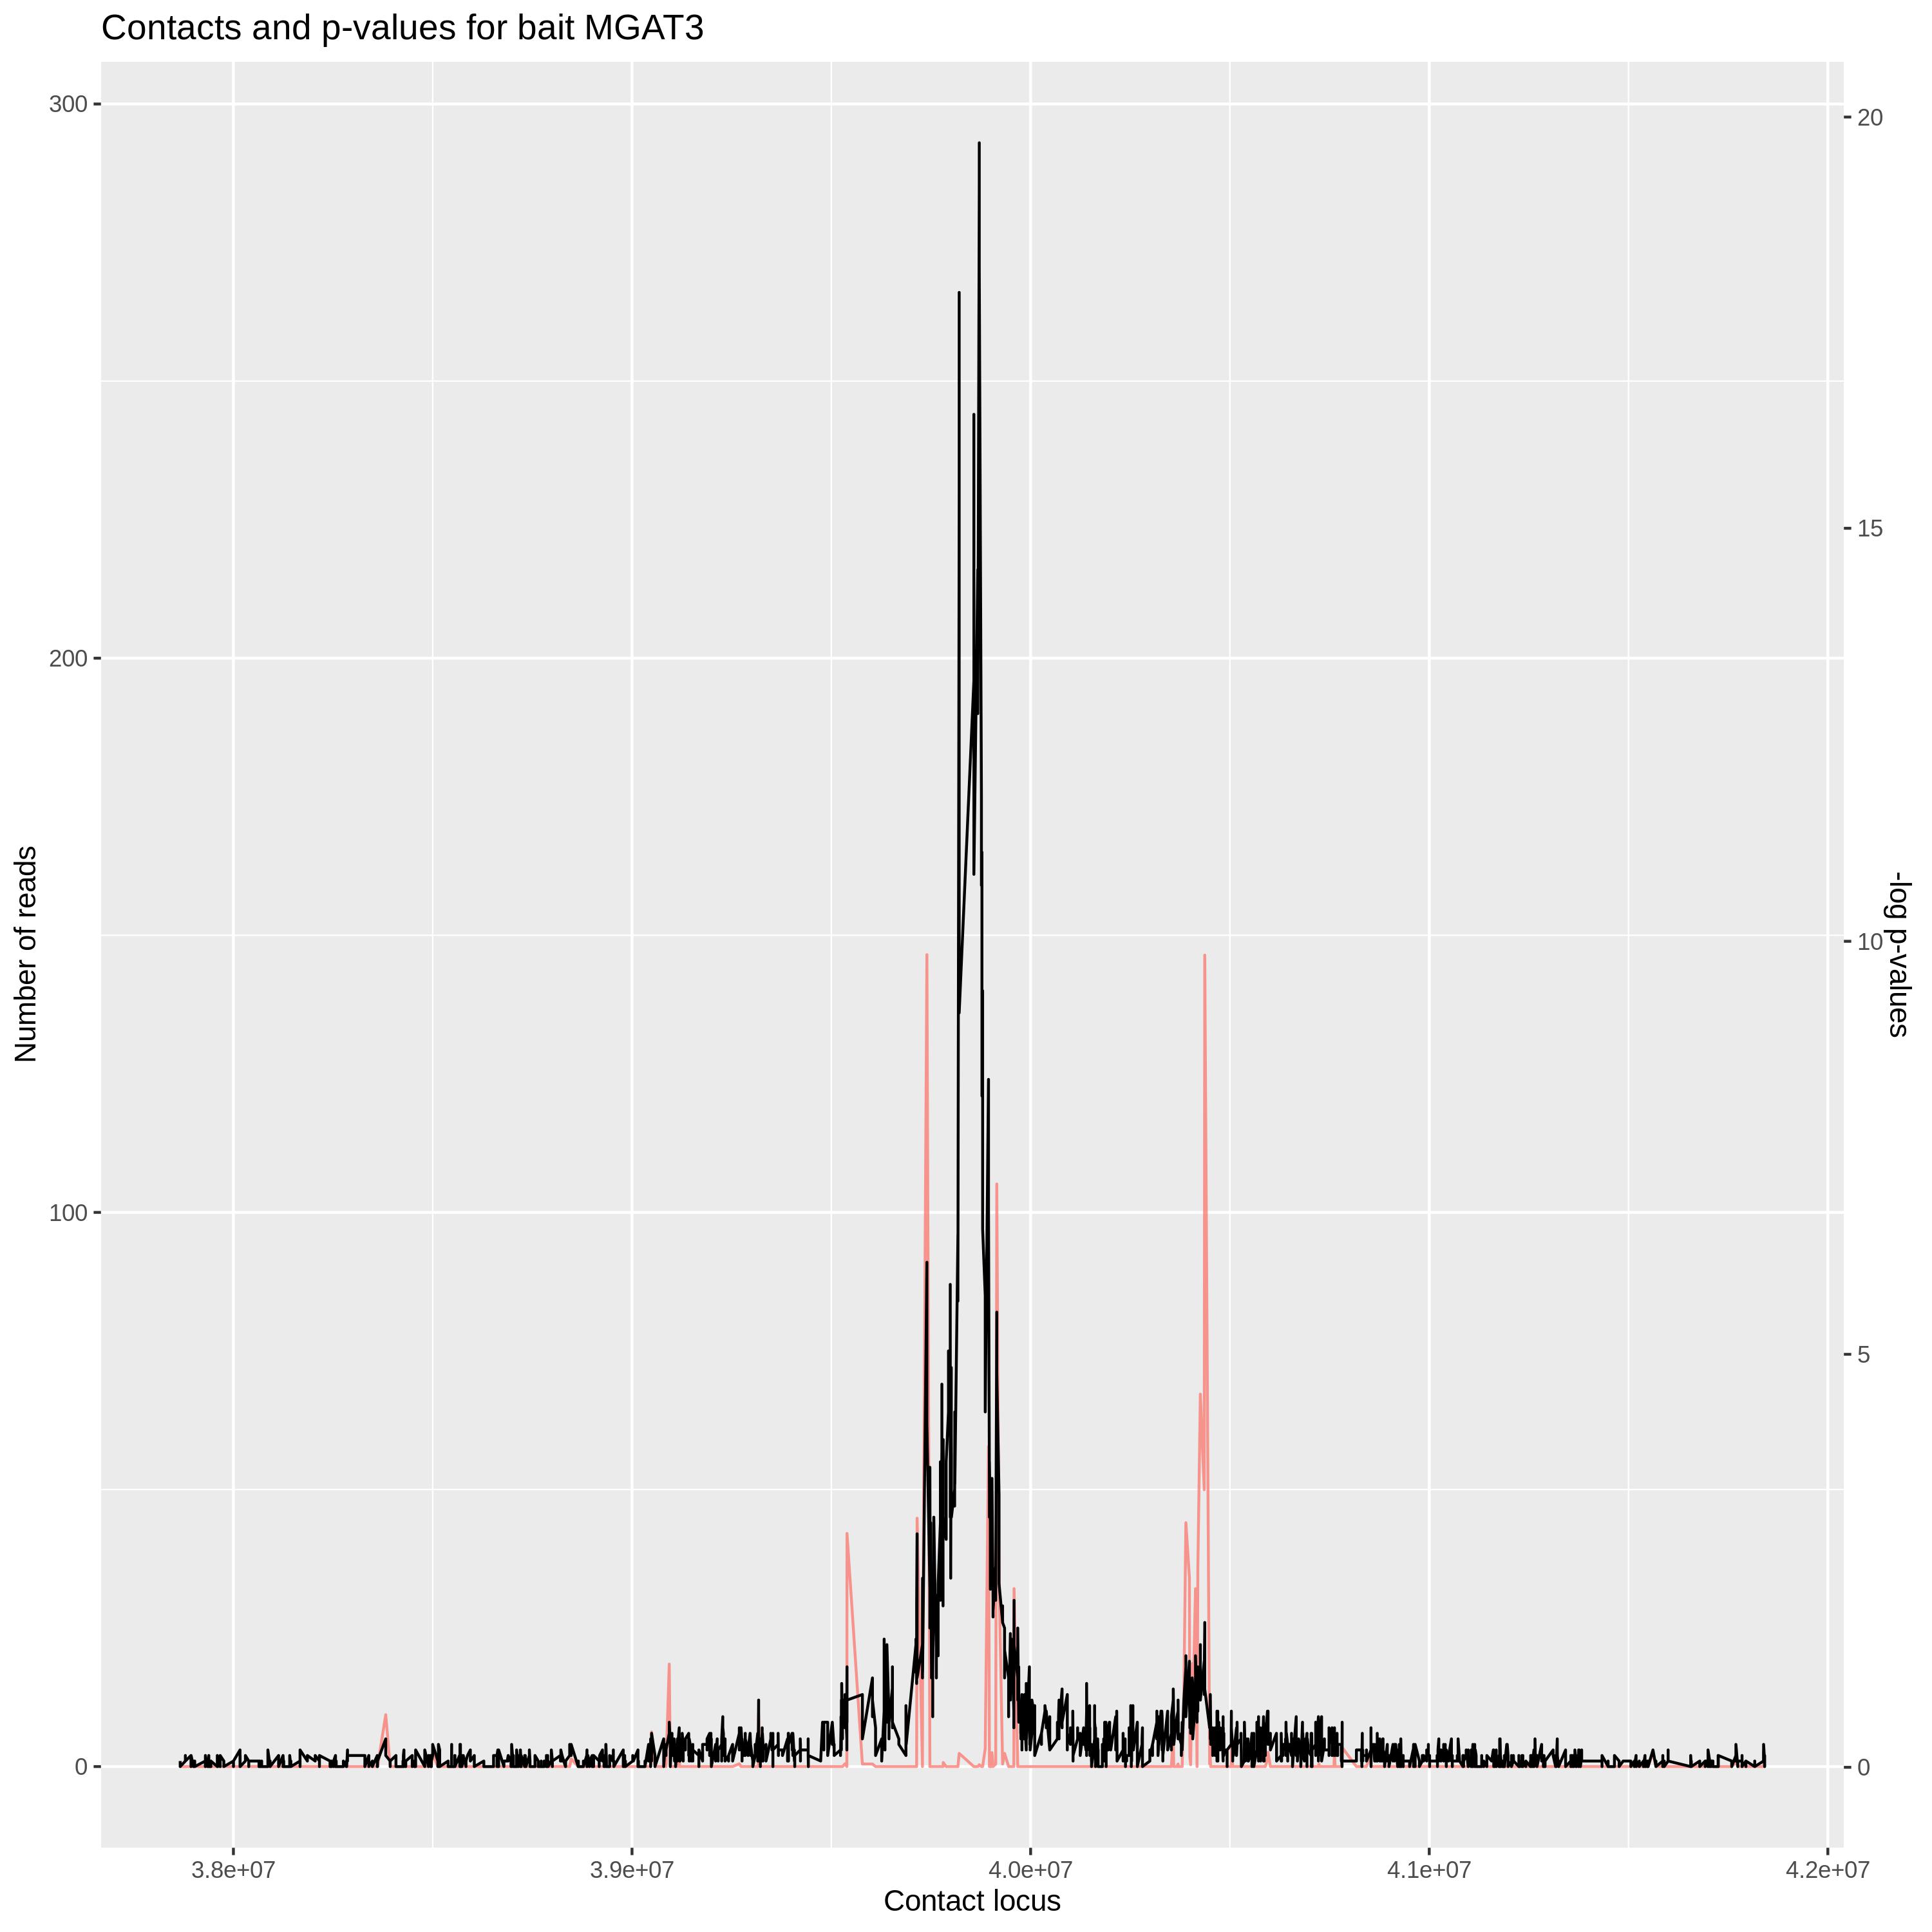 Contacts and p-values for bait MGAT3
300
200
100
0
Number of reads
20
15
10
5
0
-log p-values
3.8e+07
3.9e+07
4.0e+07
4.1e+07
4.2e+07
Contact locus